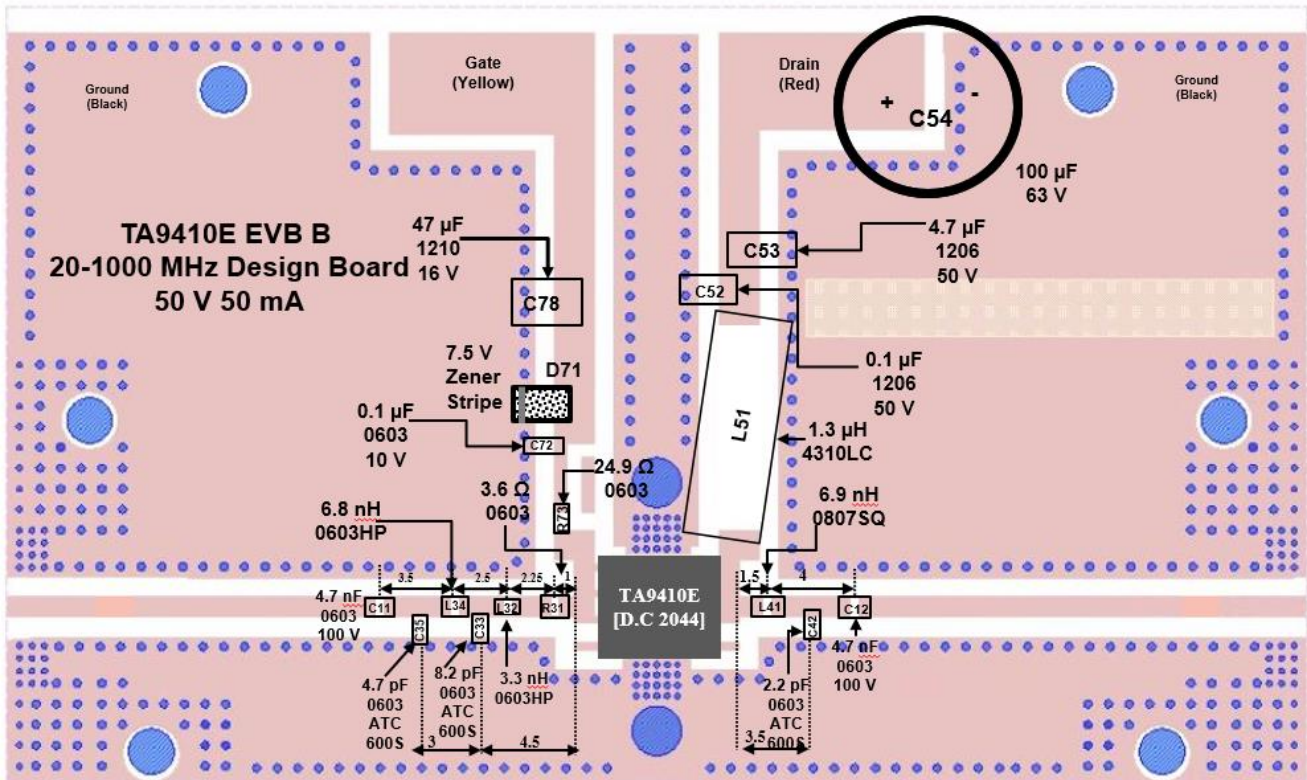 Ground
(Black)
Gate
(Yellow)
Drain
(Red)
+
-
C54
Ground
(Black)
100 µF
63 V
TA9410E EVB B
20-1000 MHz Design Board
50 V 50 mA
47 µF
1210
16 V
C78
C53
4.7 µF
1206
50 V
C52
7.5 V
Zener
Stripe
D71
0.1 µF
1206
50 V
L51
0.1 µF
0603
10 V
C72
1.3 µH
4310LC
24.9 Ω
0603
R73
3.6 Ω
0603
6.8 nH
0603HP
6.9 nH
0807SQ
3.5
2.5
2.25
1
1.5
4
4.7 nF
0603
100 V
C11
L34
L32
R31
TA9410E
[D.C 2044]
L41
C12
C35
C33
C42
4.7 pF
0603
ATC
600S
8.2 pF
0603
ATC
600S
3.3 nH
0603HP
2.2 pF
0603
ATC
600S
4.7 nF
0603
100 V
3
4.5
3.5